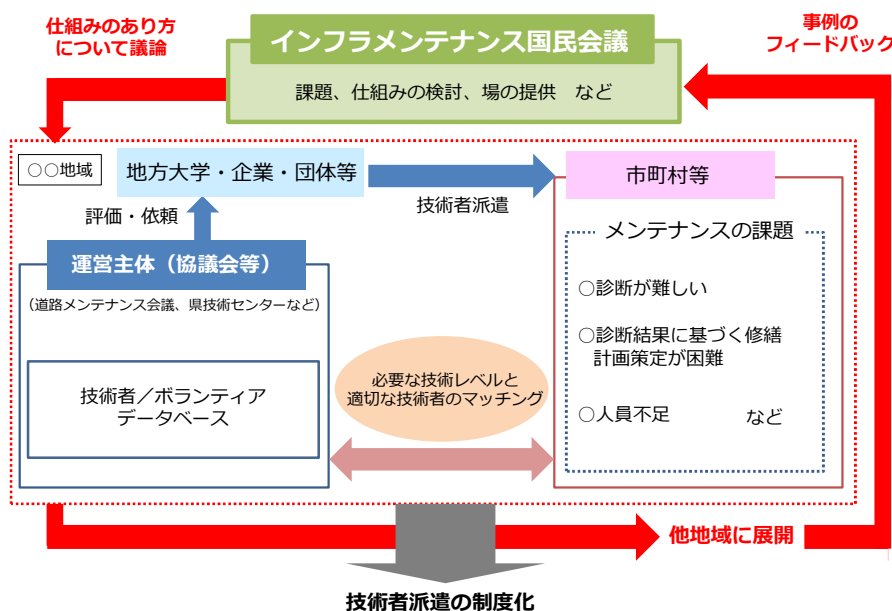 仕組みのあり方
について議論
インフラメンテナンス国民会議
課題、仕組みの検討、場の提供　など
事例の
フィードバック
○○地域
地方大学・企業・団体等
技術者派遣
市町村等
評価・依頼
運営主体（協議会等）
（道路メンテナンス会議、県技術センターなど）
技術者／ボランティア
データベース
必要な技術レベルと
適切な技術者のマッチング
メンテナンスの課題
○診断が難しい
○診断結果に基づく修繕
計画策定が困難
○人員不足　　　など
他地域に展開
技術者派遣の制度化